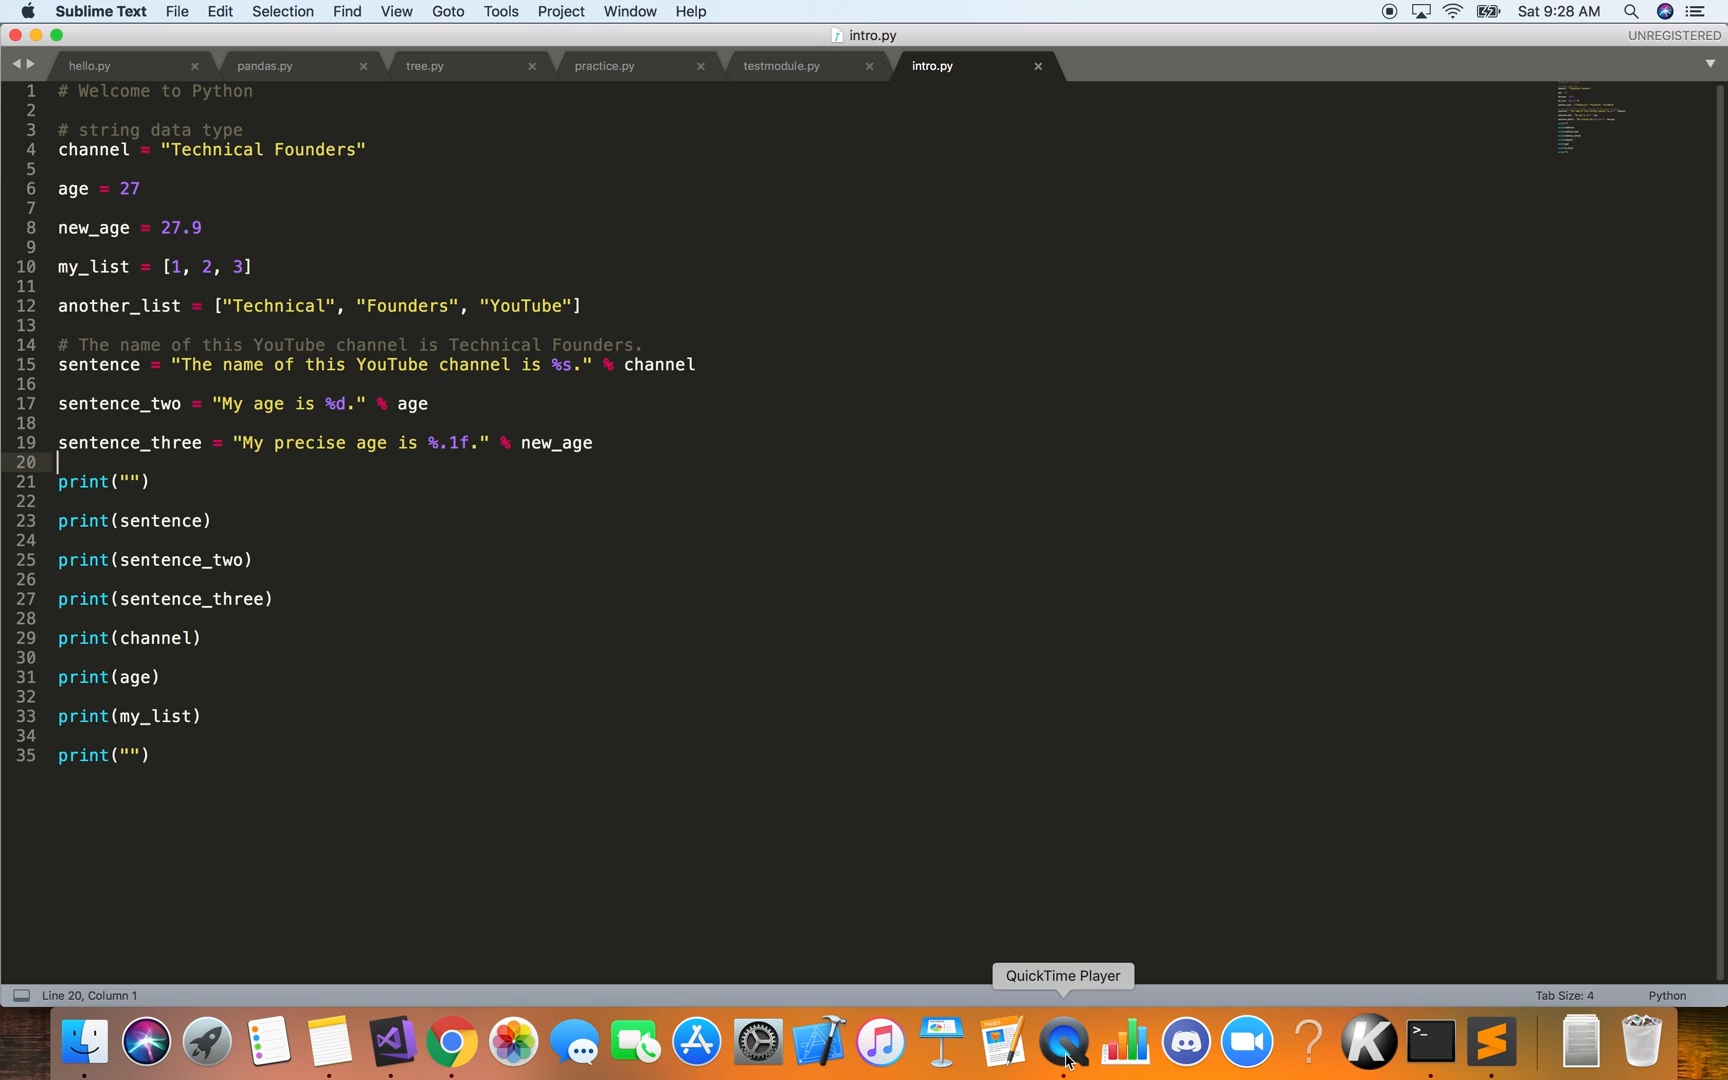 Sublime Text File Edit Selection Find View Goto Tools Project Window Help Sat 9:28 AM
intro.py UNREGISTERED
hello.py pandas.py tree.py practice.py testmodule.py intro.py
1 # Welcome to Python
2
3 # string data type
4 channel = "Technical Founders"
5
6 age = 27
7
8 new_age = 27.9
9
10 my_list = [1, 2, 3]
11
12 another_list = ["Technical", "Founders", "YouTube"]
13
14 # The name of this YouTube channel is Technical Founders.
15 sentence = "The name of this YouTube channel is %s." % channel
16
17 sentence_two = "My age is %d." % age
18
19 sentence_three = "My precise age is %.1f." % new_age
20
21 print("")
22
23 print(sentence)
24
25 print(sentence_two)
26
27 print(sentence_three)
28
29 print(channel)
30
31 print(age)
32
33 print(my_list)
34
35 print("")
QuickTime Player
Line 20, Column 1 Tab Size: 4 Python